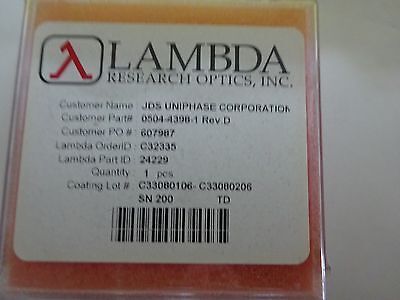 λ LAMBDA
RESEARCH OPTICS, INC.
Customer Name : JDS UNIPHASE CORPORATION
Customer Part# : 0504-4398-1 Rev D
Customer PO # : 607987
Lambda OrderID : C32335
Lambda Part ID : 24229
Quantity : 1 pcs
Coating Lot # : C33080106- C33080206
SN 200 TD